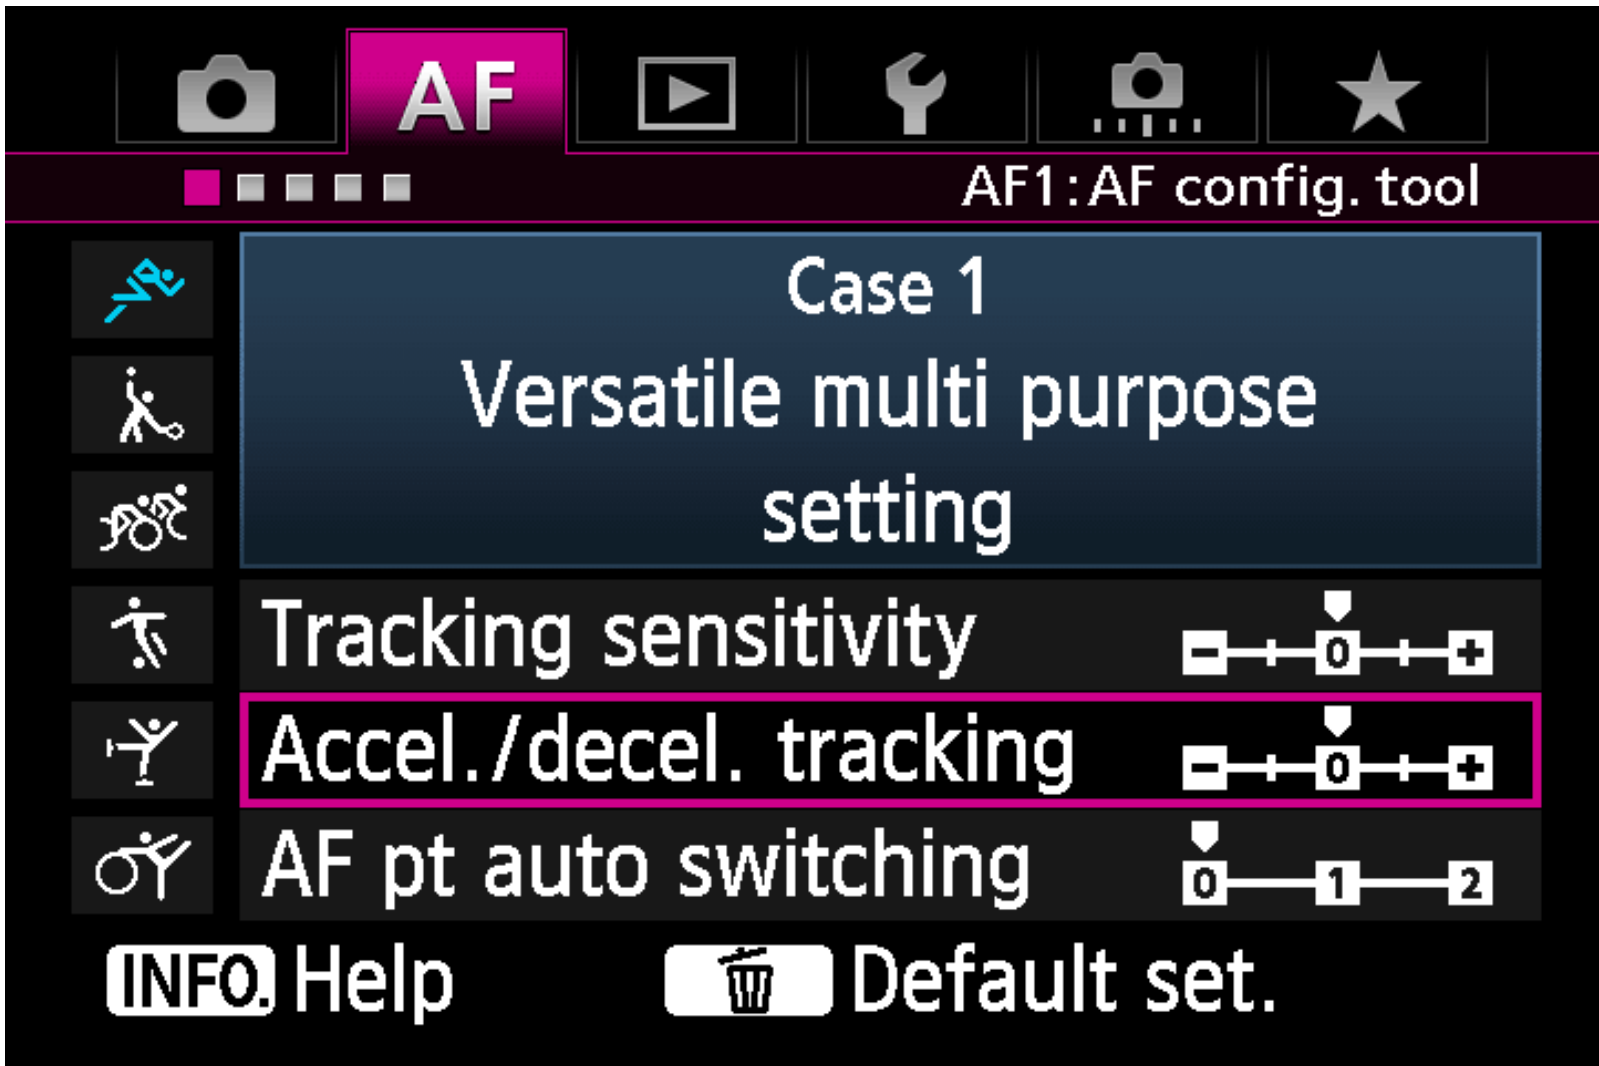 AF
AF1: AF config. tool
Case 1
Versatile multi purpose
setting
Tracking sensitivity - 0 +
Accel./decel. tracking - 0 +
AF pt auto switching 0 1 2
INFO. Help Default set.